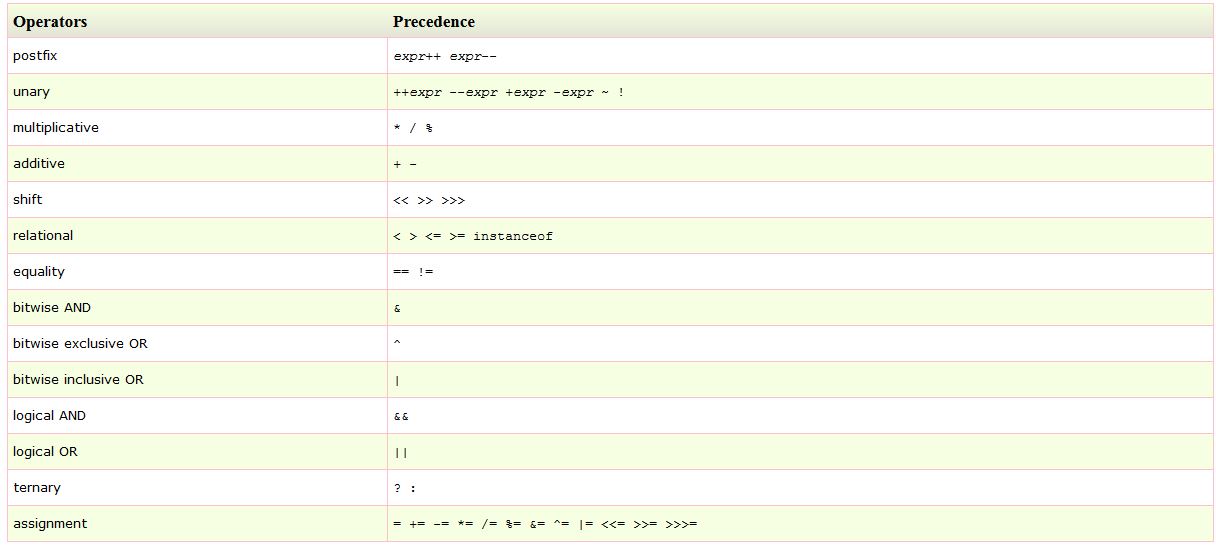 Operators Precedence
postfix expr++ expr--
unary ++expr --expr +expr -expr ~ !
multiplicative * / %
additive + -
shift << >> >>>
relational < > <= >= instanceof
equality == !=
bitwise AND &
bitwise exclusive OR ^
bitwise inclusive OR |
logical AND &&
logical OR ||
ternary ? :
assignment = += -= *= /= %= &= ^= |= <<= >>= >>>=